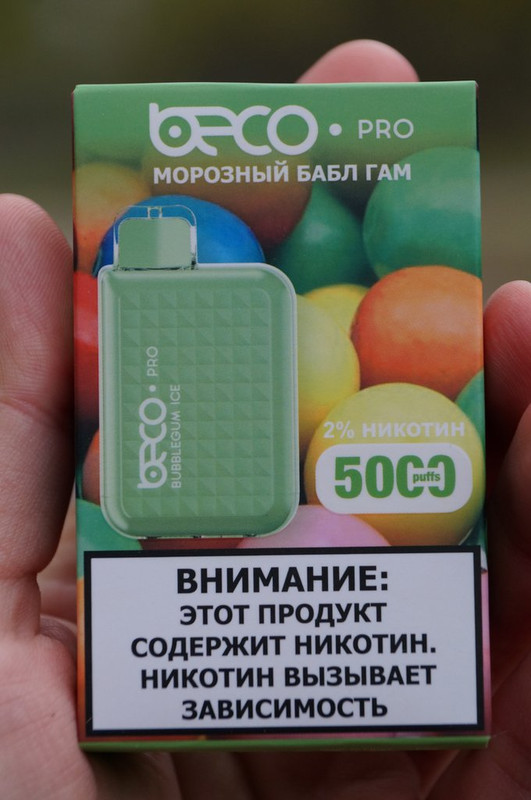 beco • PRO
МОРОЗНЫЙ БАБЛ ГАМ
beco • PRO
BUBBLEGUM ICE
2% НИКОТИН
5000
puffs
ВНИМАНИЕ:
ЭТОТ ПРОДУКТ
СОДЕРЖИТ НИКОТИН.
НИКОТИН ВЫЗЫВАЕТ
ЗАВИСИМОСТЬ